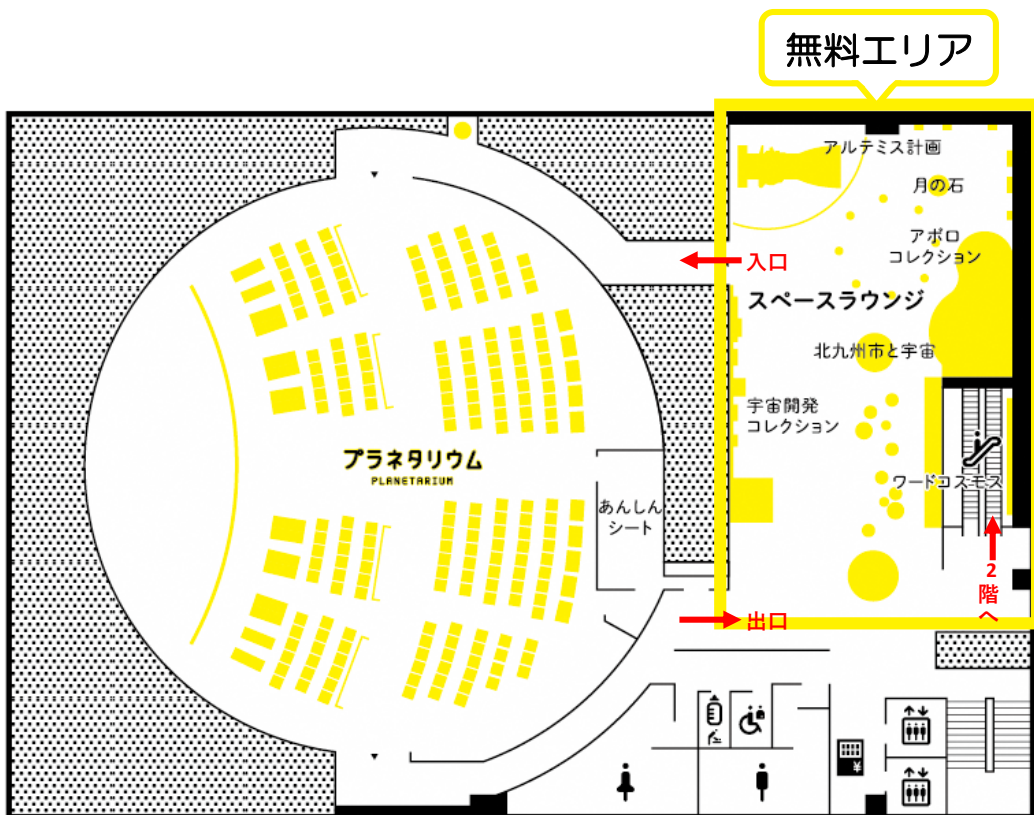 無料エリア
アルテミス計画
月の石
アポロ
コレクション
入口
スペースラウンジ
北九州市と宇宙
宇宙開発
コレクション
プラネタリウム
PLANETARIUM
ワードコスモス
あんしん
シート
2
階
へ
出口
¥